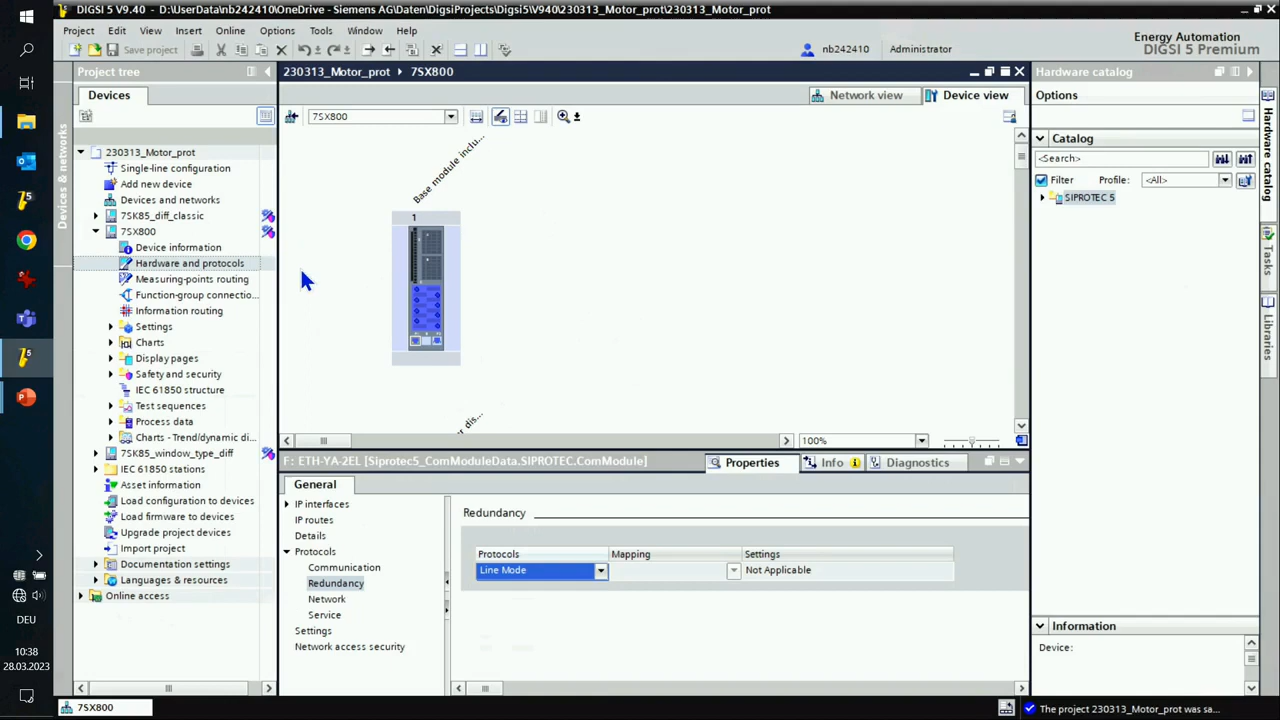 DIGSI 5 V9.40 - D:\UserData\nb242410\OneDrive - Siemens AG\Daten\DigsiProjects\Digsi5\V940\230313_Motor_prot\230313_Motor_prot
Project Edit View Insert Online Options Tools Window Help
Energy Automation
DIGSI 5 Premium
Save project
nb242410 Administrator
Project tree
Devices
Devices & networks
230313_Motor_prot
Single-line configuration
Add new device
Devices and networks
7SK85_diff_classic
7SX800
Device information
Hardware and protocols
Measuring-points routing
Function-group connectio...
Information routing
Settings
Charts
Display pages
Safety and security
IEC 61850 structure
Test sequences
Process data
Charts - Trend/dynamic di...
7SK85_window_type_diff
IEC 61850 stations
Asset information
Load configuration to devices
Load firmware to devices
Upgrade project devices
Import project
Documentation settings
Languages & resources
Online access
230313_Motor_prot 7SX800
Network view Device view
7SX800
Base module inclu...
1
dis...
100%
F: ETH-YA-2EL [Siprotec5_ComModuleData.SIPROTEC.ComModule]
Properties Info Diagnostics
General
IP interfaces
IP routes
Details
Protocols
Communication
Redundancy
Network
Service
Settings
Network access security
Redundancy
Protocols Mapping Settings
Line Mode Not Applicable
Hardware catalog
Options
Catalog
<Search>
Filter Profile: <All>
SIPROTEC 5
Information
Device:
Hardware catalog
Tasks
Libraries
DEU
10:38
28.03.2023
7SX800
The project 230313_Motor_prot was sa...